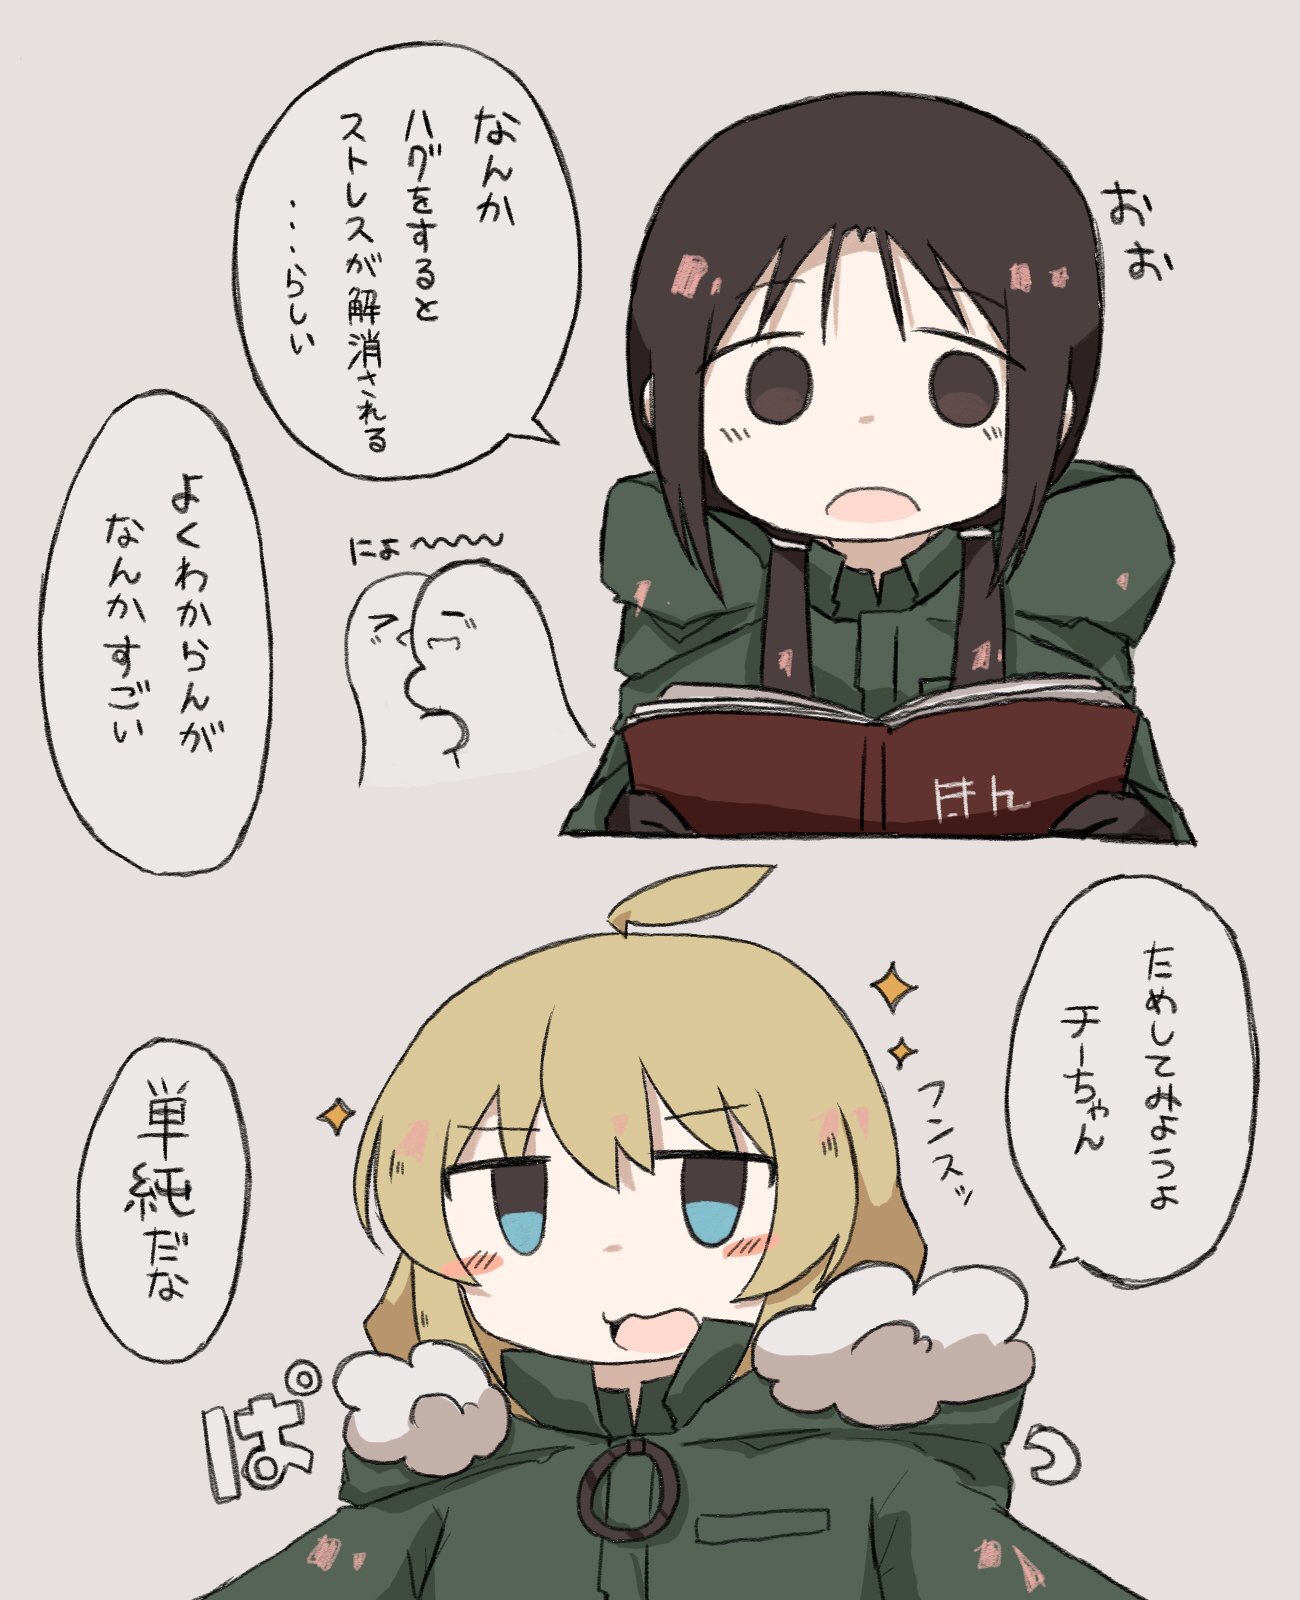 おお
なんか
ハグをすると
ストレスが解消される
・・・らしい
にょ〜〜〜〜
よくわからんが
なんかすごい
ほん
ためしてみようよ
チーちゃん
フンスッ
単純だな
ぱっ